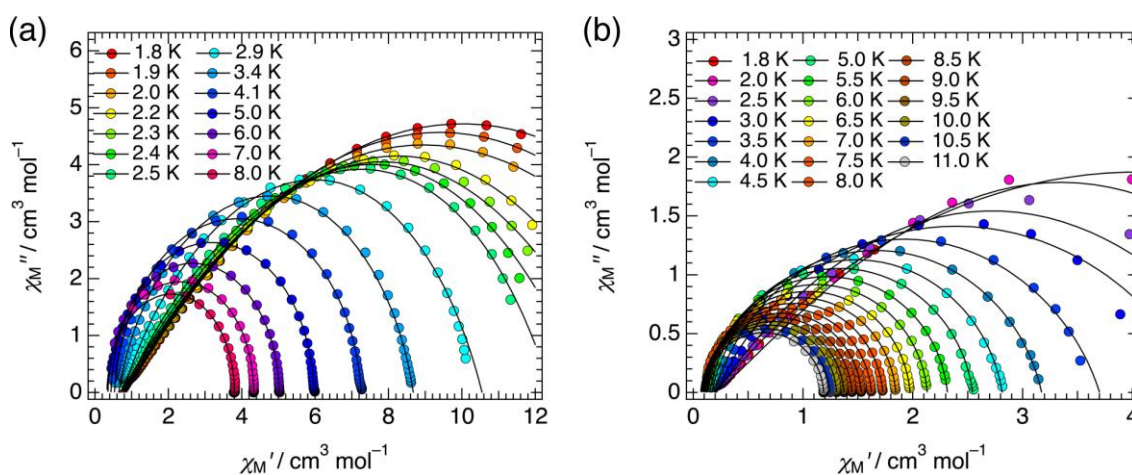 (a)
χM″ / cm³ mol⁻¹
6
5
4
3
2
1
0
1.8 K
1.9 K
2.0 K
2.2 K
2.3 K
2.4 K
2.5 K
2.9 K
3.4 K
4.1 K
5.0 K
6.0 K
7.0 K
8.0 K
0 2 4 6 8 10 12
χM′ / cm³ mol⁻¹
(b)
χM″ / cm³ mol⁻¹
3
2.5
2
1.5
1
0.5
0
1.8 K
2.0 K
2.5 K
3.0 K
3.5 K
4.0 K
4.5 K
5.0 K
5.5 K
6.0 K
6.5 K
7.0 K
7.5 K
8.0 K
8.5 K
9.0 K
9.5 K
10.0 K
10.5 K
11.0 K
0 1 2 3 4
χM′ / cm³ mol⁻¹